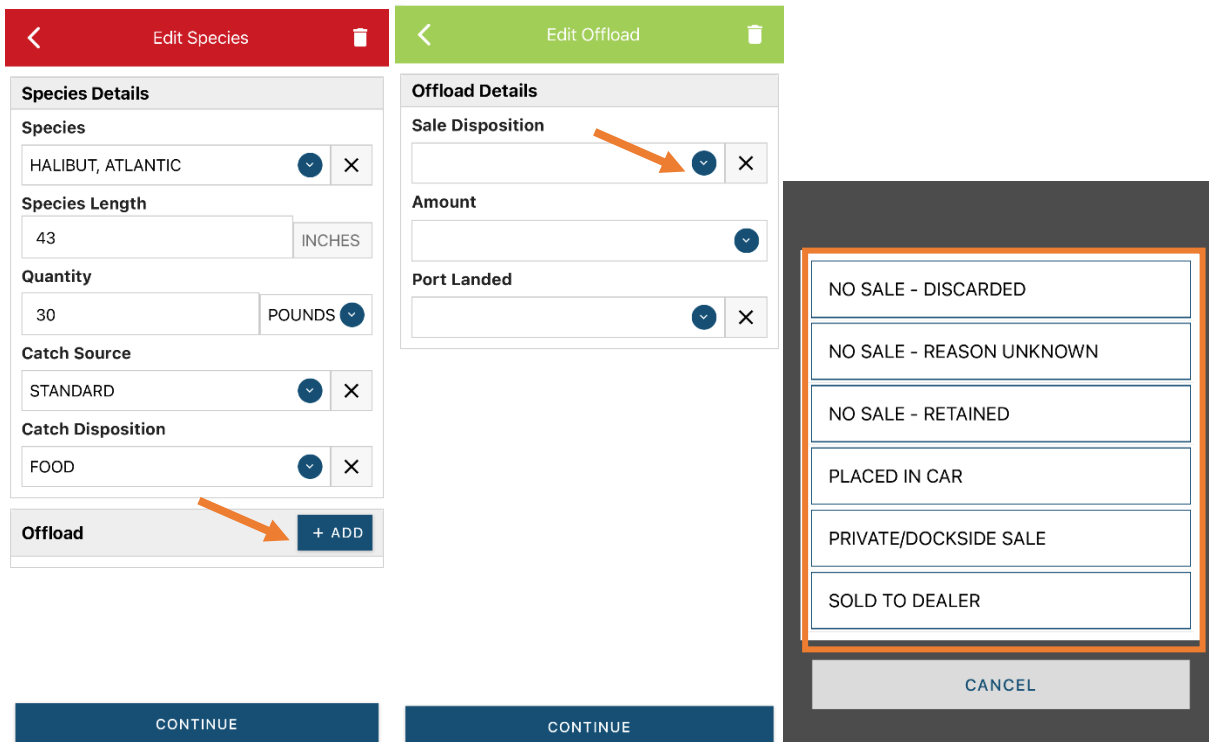 Edit Species
Species Details
Species
HALIBUT, ATLANTIC
Species Length
43 INCHES
Quantity
30 POUNDS
Catch Source
STANDARD
Catch Disposition
FOOD
Offload + ADD
CONTINUE
Edit Offload
Offload Details
Sale Disposition
Amount
Port Landed
CONTINUE
NO SALE - DISCARDED
NO SALE - REASON UNKNOWN
NO SALE - RETAINED
PLACED IN CAR
PRIVATE/DOCKSIDE SALE
SOLD TO DEALER
CANCEL